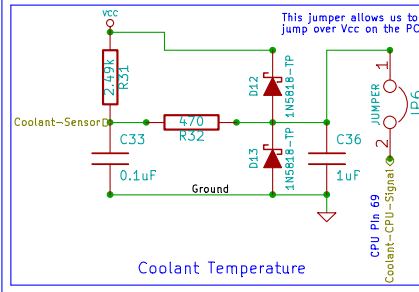 vcc
This jumper allows us to
jump over Vcc on the PC
2.49k
R31
D12
1N5818-TP
1
JUMPER
JP6
2
Coolant-Sensor
470
R32
C33
0.1uF
D13
1N5818-TP
C36
1uF
Ground
CPU Pin 69
Coolant-CPU-Signal
Coolant Temperature